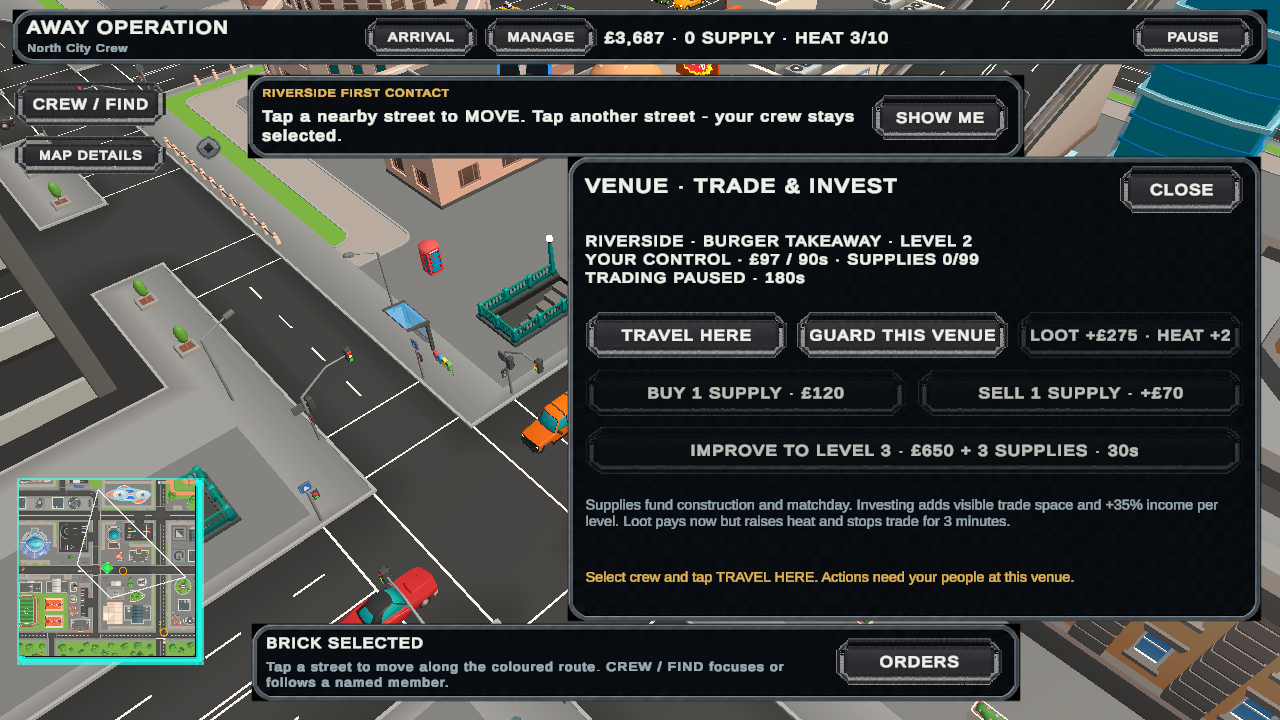 AWAY OPERATION
North City Crew
ARRIVAL
MANAGE
£3,687 · 0 SUPPLY · HEAT 3/10
PAUSE
CREW / FIND
MAP DETAILS
RIVERSIDE FIRST CONTACT
Tap a nearby street to MOVE. Tap another street - your crew stays
selected.
SHOW ME
VENUE · TRADE & INVEST
CLOSE
RIVERSIDE · BURGER TAKEAWAY · LEVEL 2
YOUR CONTROL · £97 / 90s · SUPPLIES 0/99
TRADING PAUSED · 180s
TRAVEL HERE
GUARD THIS VENUE
LOOT +£275 · HEAT +2
BUY 1 SUPPLY · £120
SELL 1 SUPPLY · +£70
IMPROVE TO LEVEL 3 · £650 + 3 SUPPLIES · 30s
Supplies fund construction and matchday. Investing adds visible trade space and +35% income per
level. Loot pays now but raises heat and stops trade for 3 minutes.
Select crew and tap TRAVEL HERE. Actions need your people at this venue.
BRICK SELECTED
Tap a street to move along the coloured route. CREW / FIND focuses or
follows a named member.
ORDERS